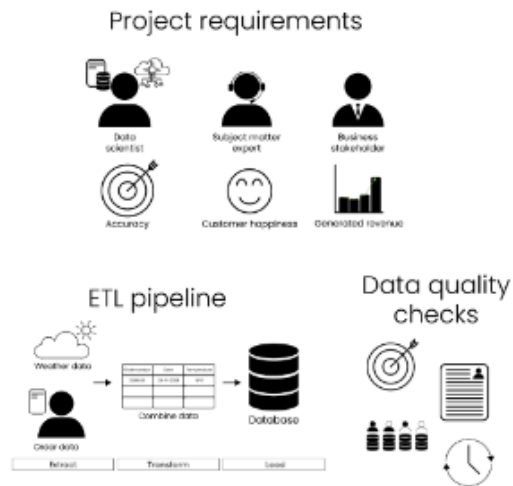 Project requirements
Data
scientist
Subject matter
expert
Business
stakeholder
Accuracy
Customer happiness
Generated revenue
ETL pipeline
Data quality
checks
Weather data
Combine data
Database
Order data
Extract
Transform
Load